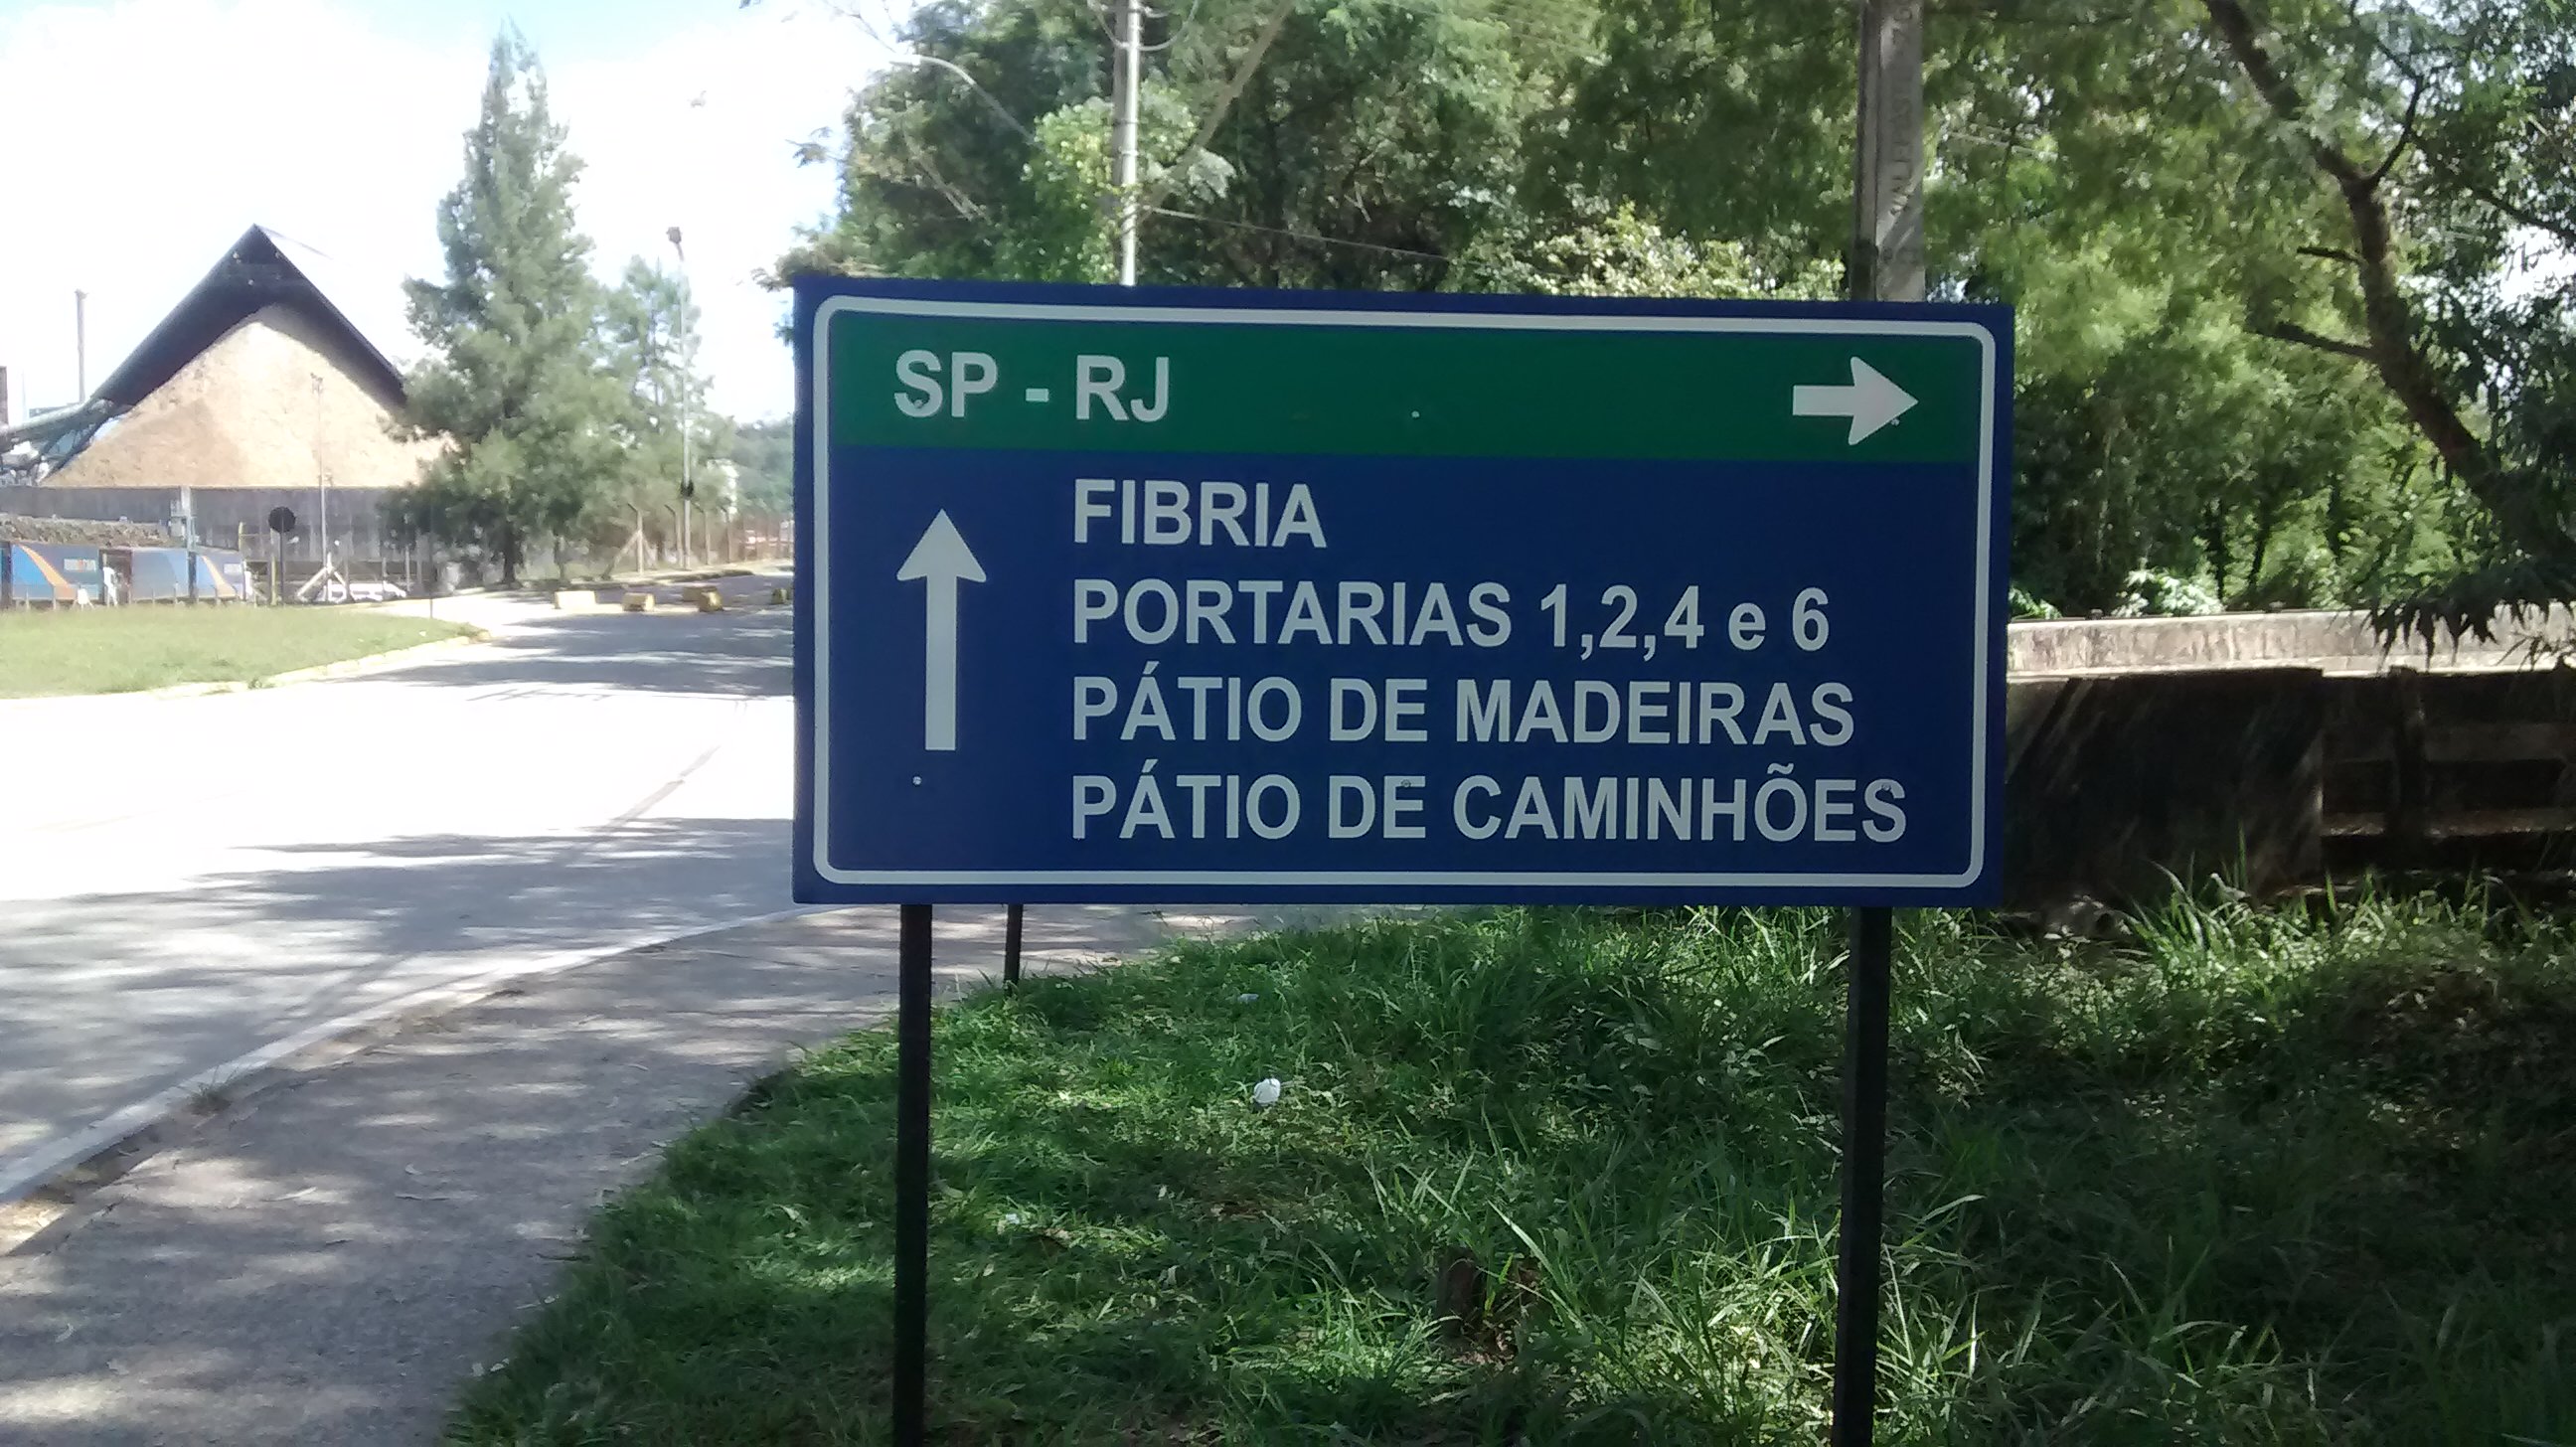 SP - RJ
FIBRIA
PORTARIAS 1,2,4 e 6
PÁTIO DE MADEIRAS
PÁTIO DE CAMINHÕES